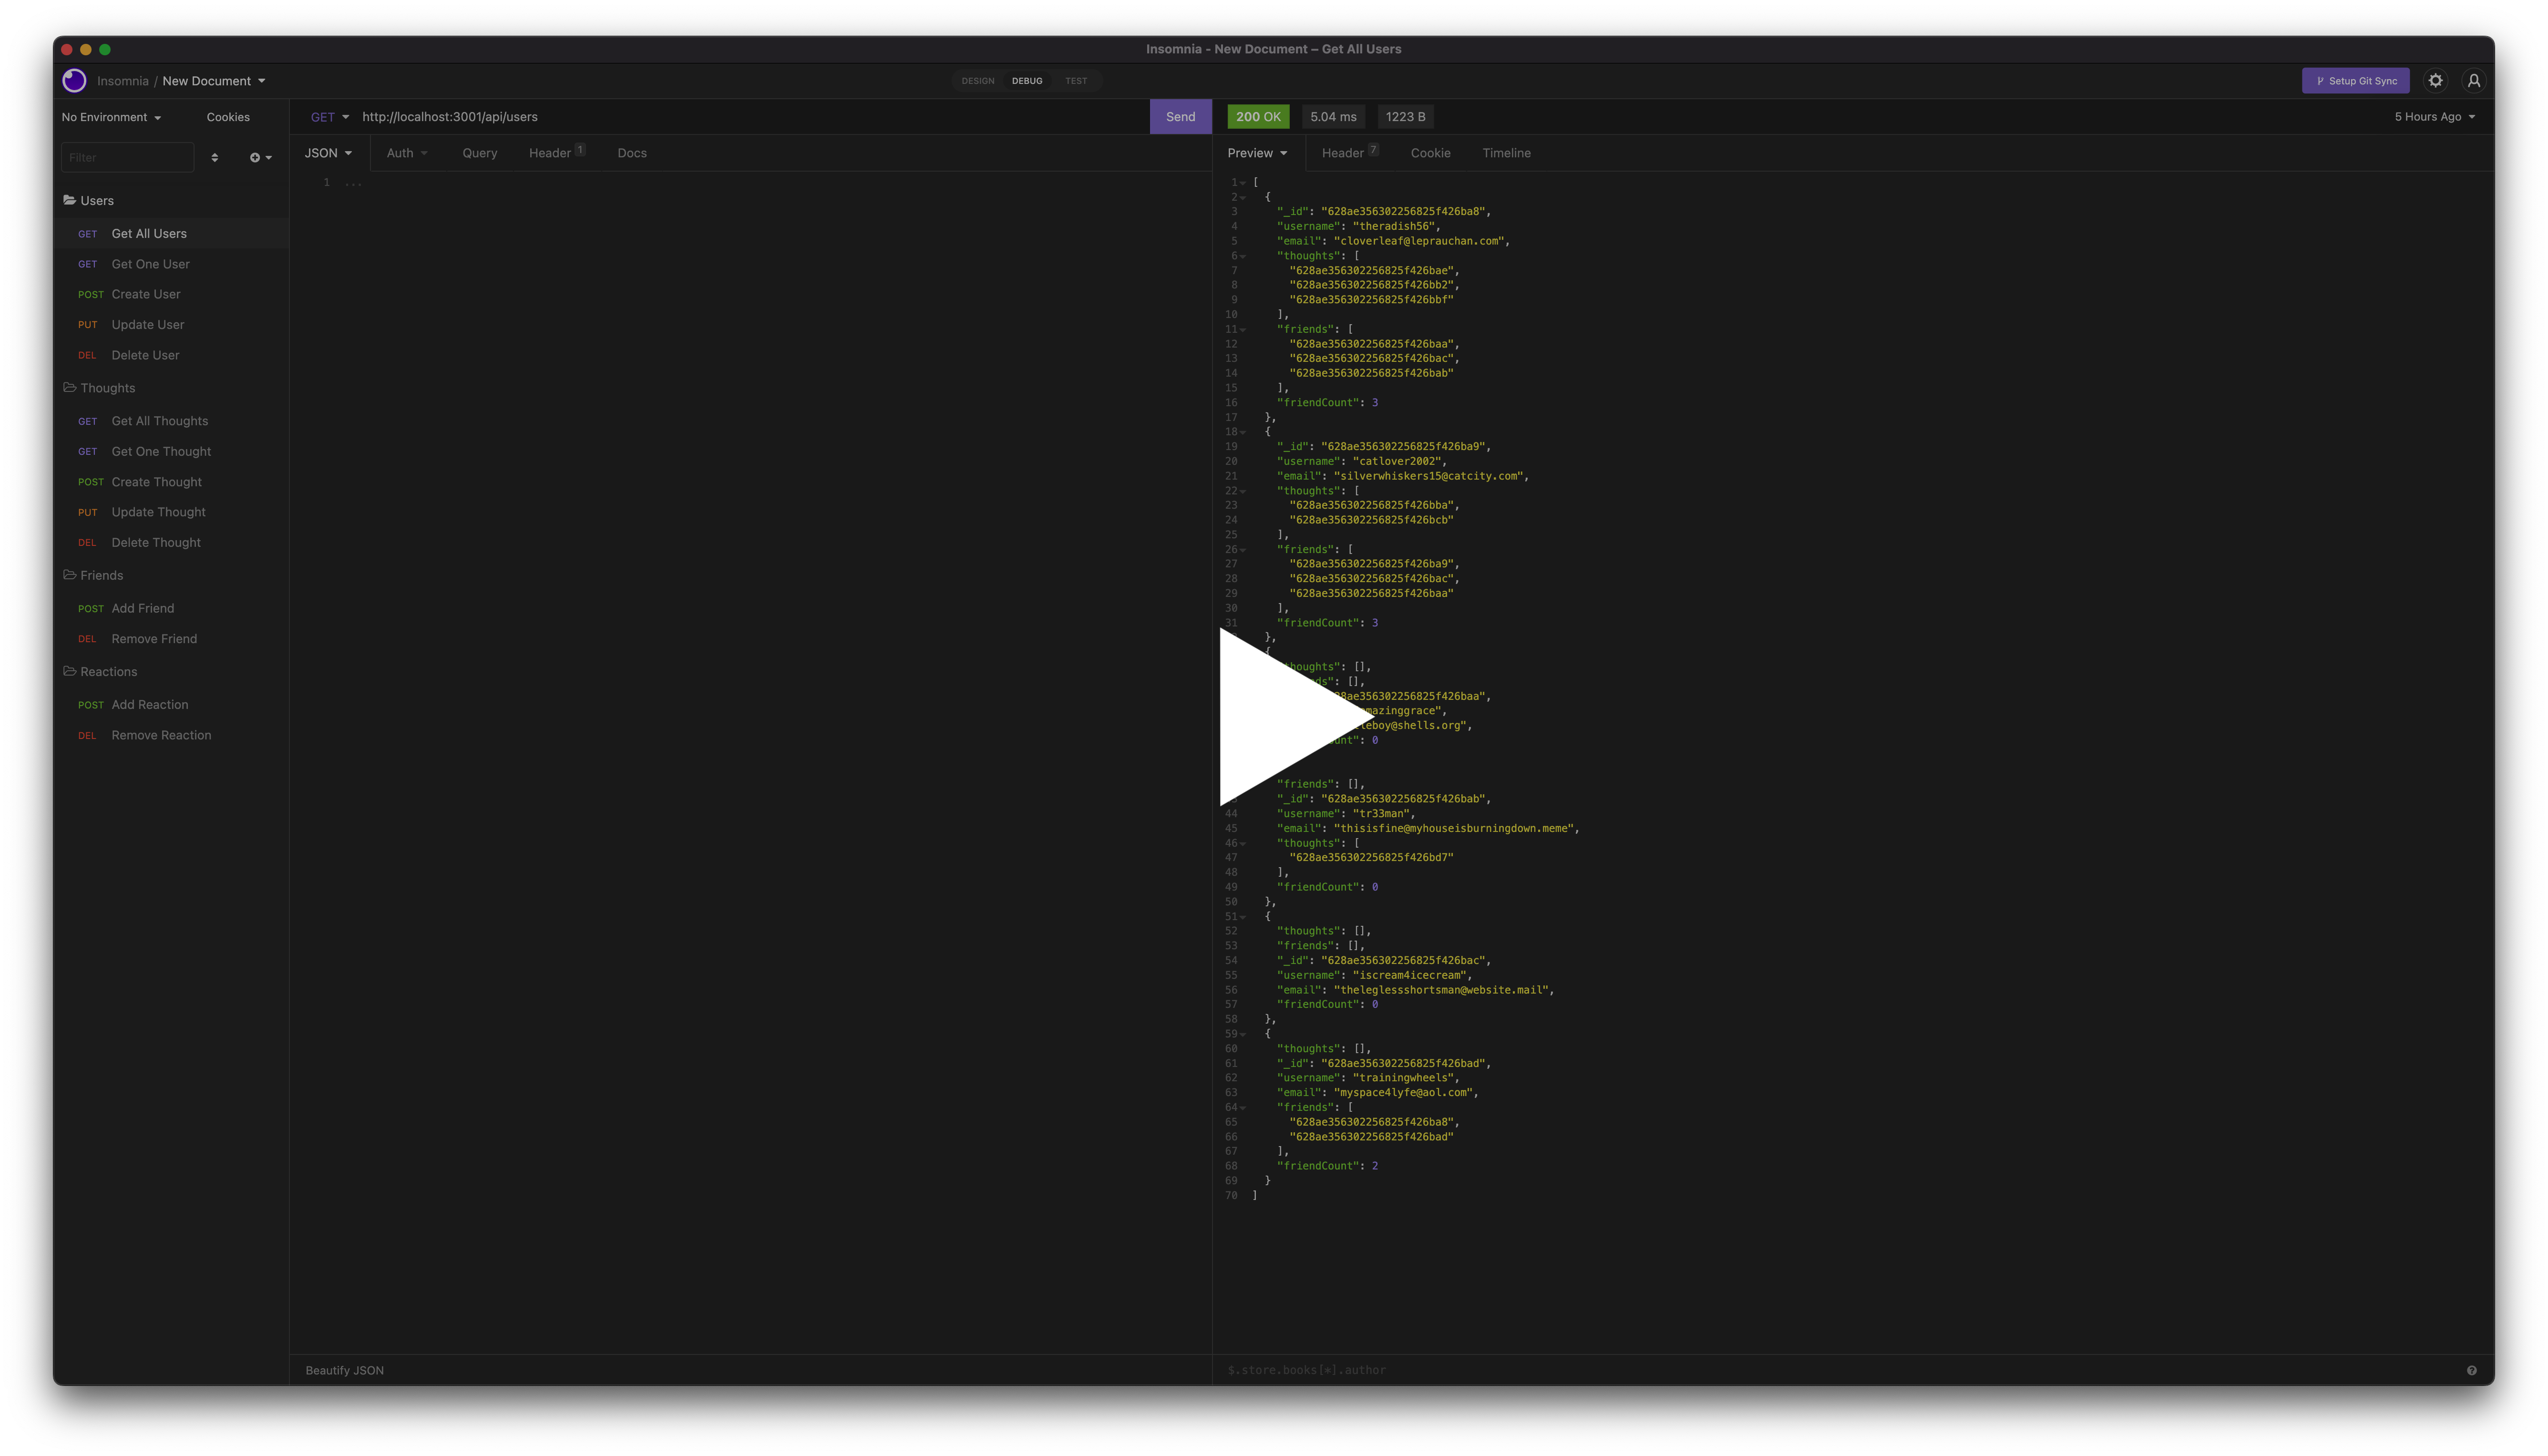 Insomnia - New Document – Get All Users
Insomnia / New Document
DESIGN DEBUG TEST
Setup Git Sync
No Environment
Cookies
GET http://localhost:3001/api/users
Send
200 OK
5.04 ms
1223 B
5 Hours Ago
Filter
JSON
Auth
Query
Header 1
Docs
Preview
Header 7
Cookie
Timeline
Users
GET Get All Users
GET Get One User
POST Create User
PUT Update User
DEL Delete User
Thoughts
GET Get All Thoughts
GET Get One Thought
POST Create Thought
PUT Update Thought
DEL Delete Thought
Friends
POST Add Friend
DEL Remove Friend
Reactions
POST Add Reaction
DEL Remove Reaction
1 ...
1 [
2 {
3 "_id": "628ae356302256825f426ba8",
4 "username": "theradish56",
5 "email": "cloverleaf@leprauchan.com",
6 "thoughts": [
7 "628ae356302256825f426bae",
8 "628ae356302256825f426bb2",
9 "628ae356302256825f426bbf"
10 ],
11 "friends": [
12 "628ae356302256825f426baa",
13 "628ae356302256825f426bac",
14 "628ae356302256825f426bab"
15 ],
16 "friendCount": 3
17 },
18 {
19 "_id": "628ae356302256825f426ba9",
20 "username": "catlover2002",
21 "email": "silverwhiskers15@catcity.com",
22 "thoughts": [
23 "628ae356302256825f426bba",
24 "628ae356302256825f426bcb"
25 ],
26 "friends": [
27 "628ae356302256825f426ba9",
28 "628ae356302256825f426bac",
29 "628ae356302256825f426baa"
30 ],
31 "friendCount": 3
},
{
houghts": [],
ds": [],
8ae356302256825f426baa",
mazinggrace",
leboy@shells.org",
unt": 0
"friends": [],
"_id": "628ae356302256825f426bab",
44 "username": "tr33man",
45 "email": "thisisfine@myhouseisburningdown.meme",
46 "thoughts": [
47 "628ae356302256825f426bd7"
48 ],
49 "friendCount": 0
50 },
51 {
52 "thoughts": [],
53 "friends": [],
54 "_id": "628ae356302256825f426bac",
55 "username": "iscream4icecream",
56 "email": "theleglessshortsman@website.mail",
57 "friendCount": 0
58 },
59 {
60 "thoughts": [],
61 "_id": "628ae356302256825f426bad",
62 "username": "trainingwheels",
63 "email": "myspace4lyfe@aol.com",
64 "friends": [
65 "628ae356302256825f426ba8",
66 "628ae356302256825f426bad"
67 ],
68 "friendCount": 2
69 }
70 ]
Beautify JSON
$.store.books[*].author